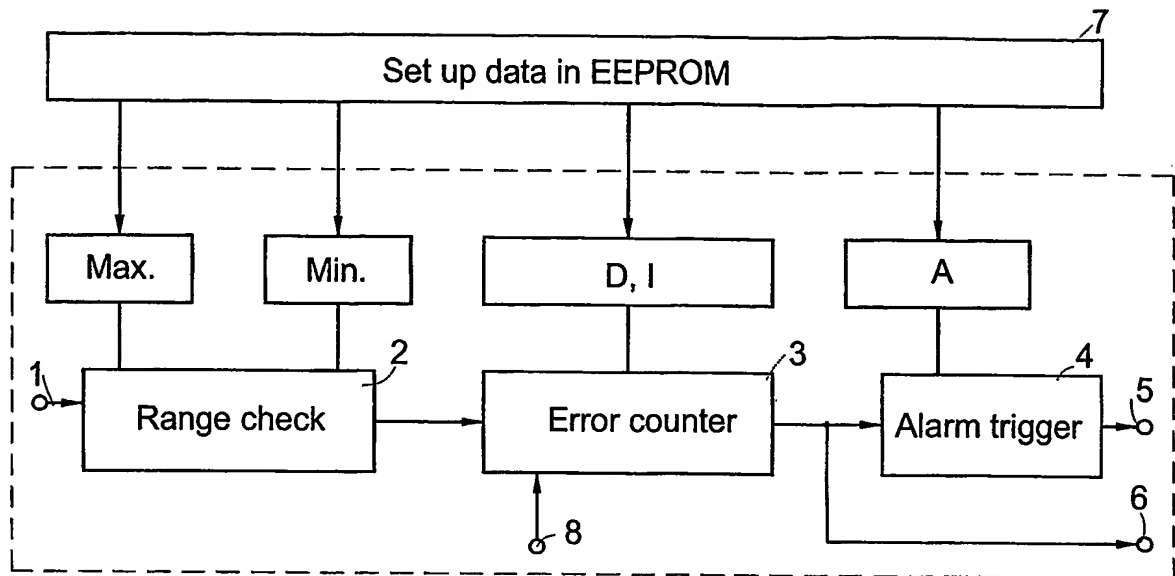 7
Set up data in EEPROM
Max.
Min.
D, I
A
1
2
3
4
5
Range check
Error counter
Alarm trigger
6
8